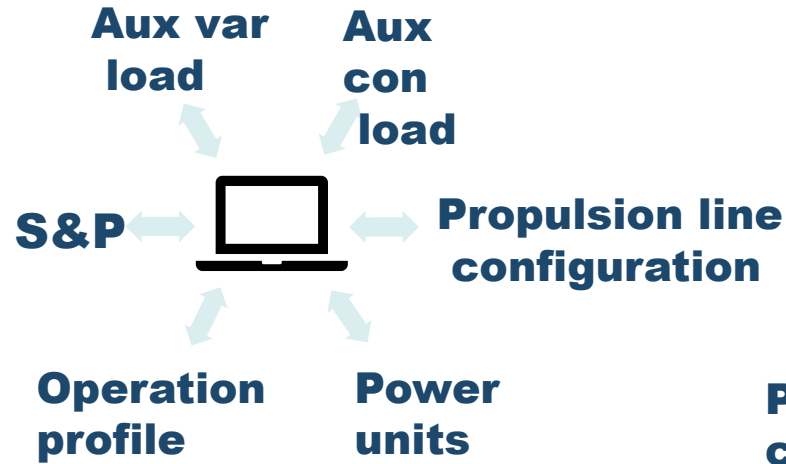 Aux var
load
Aux
con
load
S&P
Propulsion line
configuration
Operation
profile
Power
units